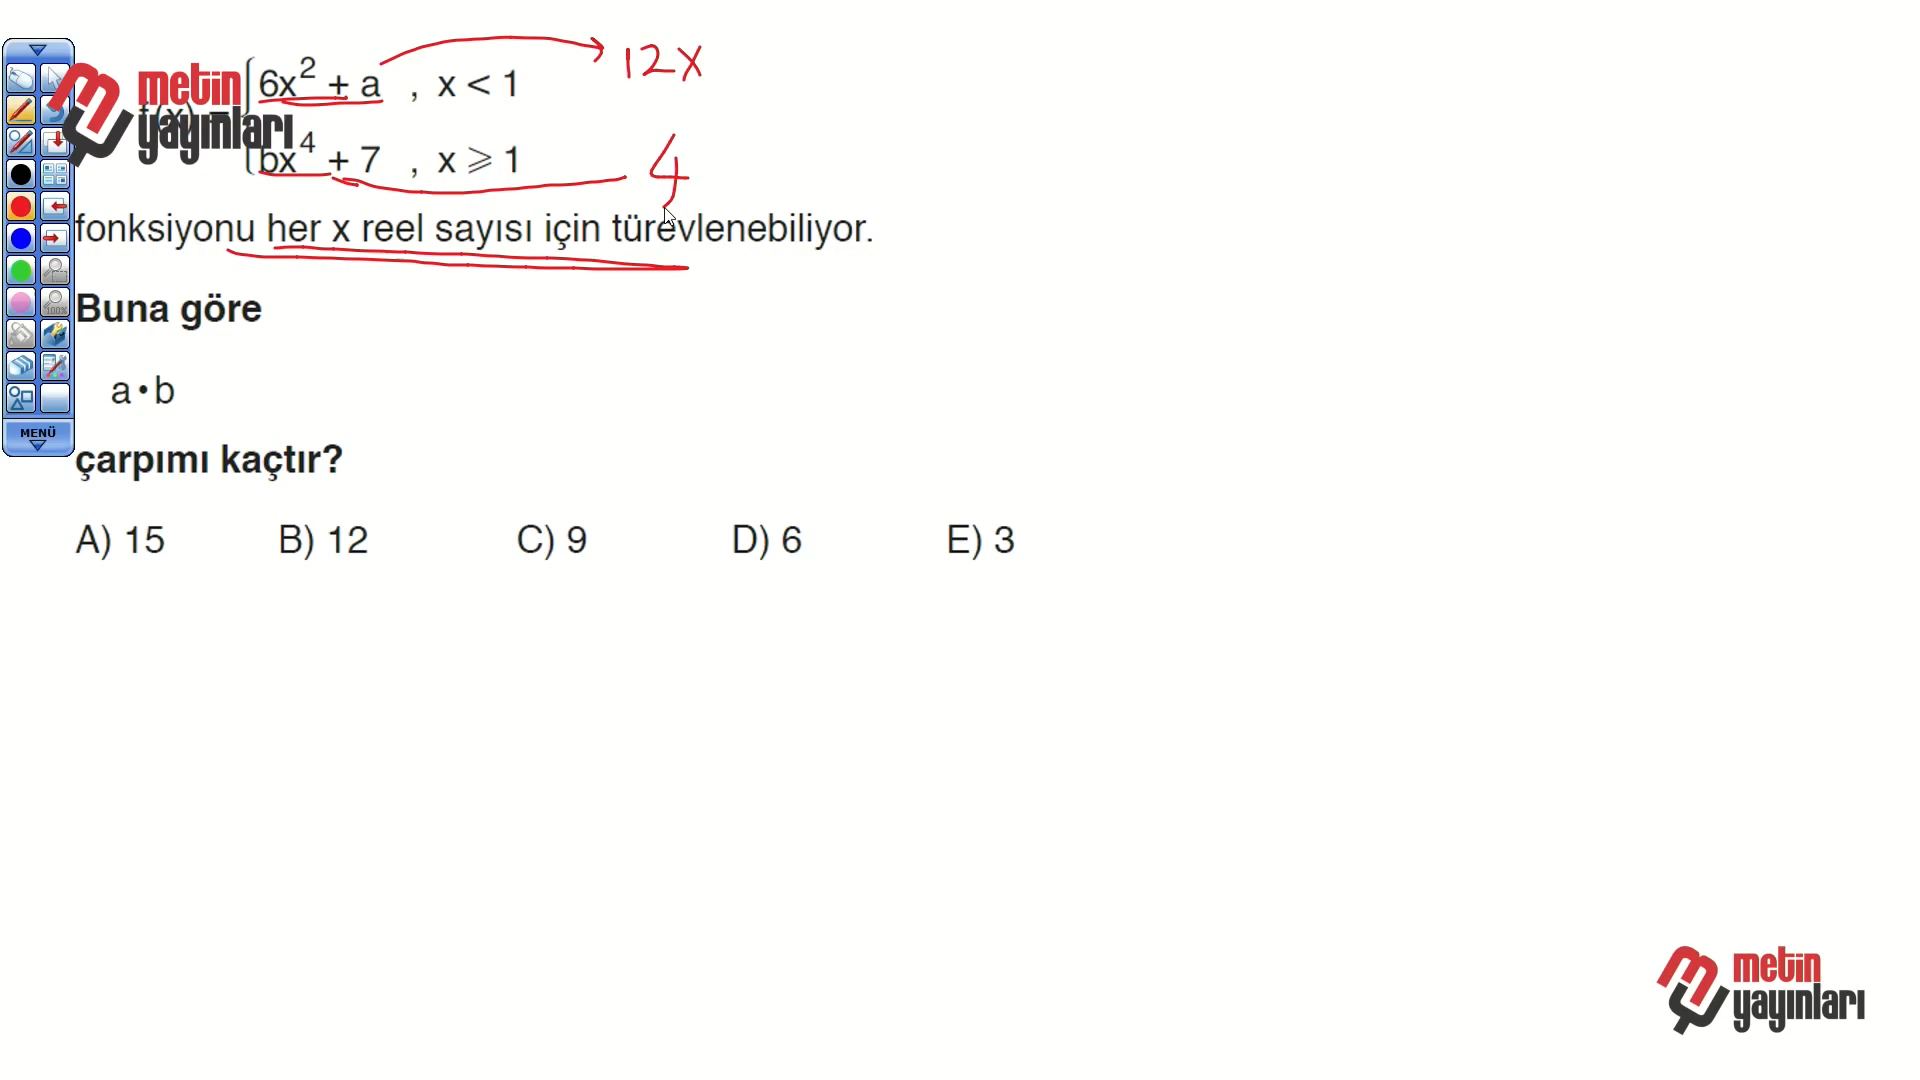 metin
yayınları
f(x) = { 6x² + a , x < 1
12x
bx⁴ + 7 , x ⩾ 1
4
fonksiyonu her x reel sayısı için türevlenebiliyor.
Buna göre
a • b
MENÜ
çarpımı kaçtır?
A) 15 B) 12 C) 9 D) 6 E) 3
metin
yayınları